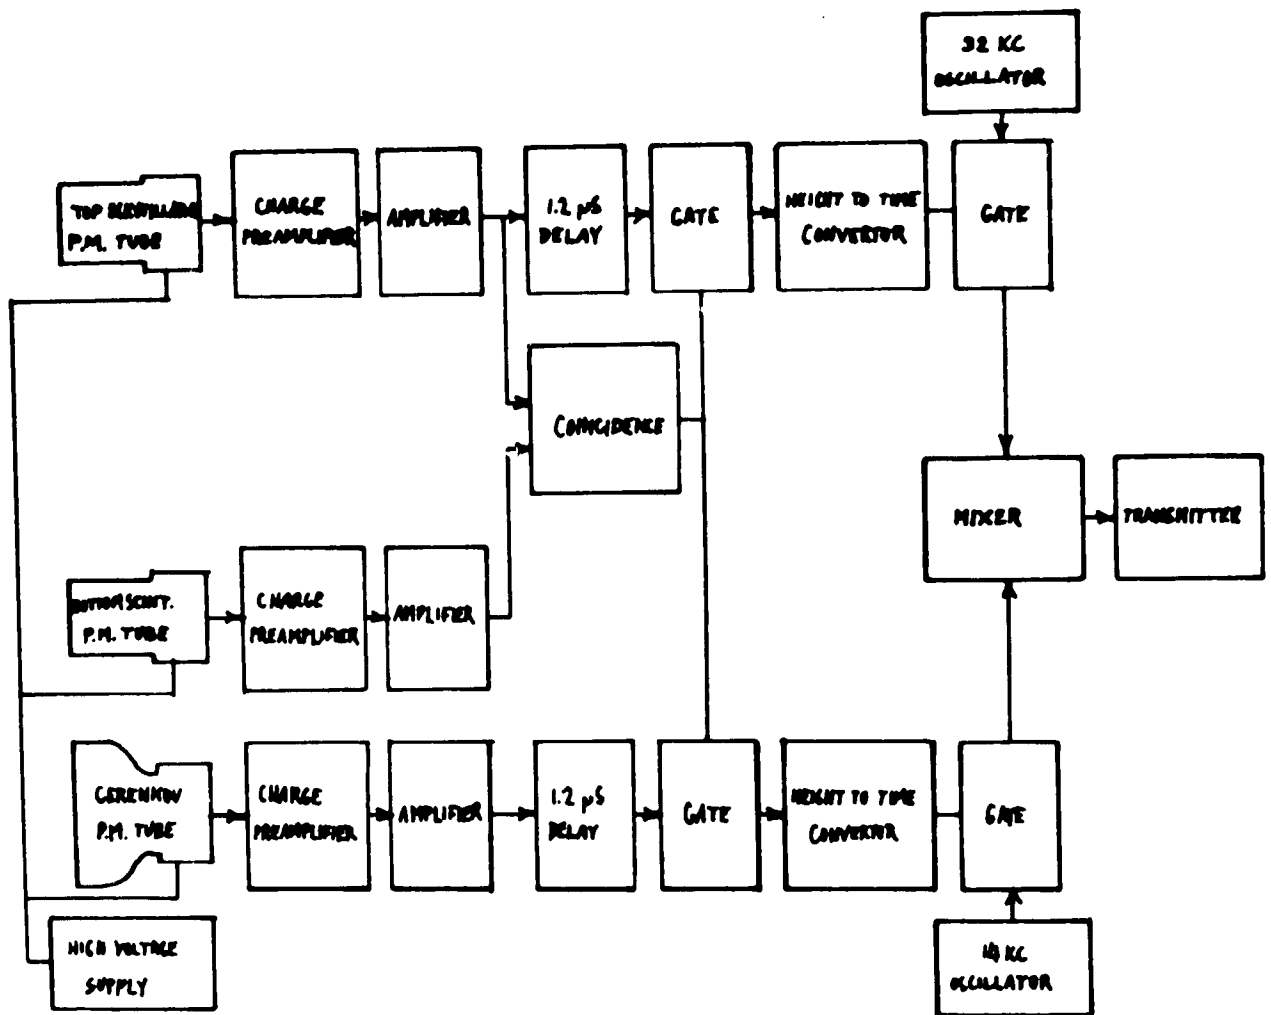 32 KC
OSCILLATOR
TOP
P.M. TUBE
CHARGE
PREAMPLIFIER
AMPLIFIER
1.2 µS
DELAY
GATE
HEIGHT TO TIME
CONVERTOR
GATE
COINCIDENCE
MIXER
TRANSMITTER
BOTTOM SCINT.
P.M. TUBE
CHARGE
PREAMPLIFIER
AMPLIFIER
CERENKOV
P.M. TUBE
CHARGE
PREAMPLIFIER
AMPLIFIER
1.2 µS
DELAY
GATE
HEIGHT TO TIME
CONVERTOR
GATE
HIGH VOLTAGE
SUPPLY
14 KC
OSCILLATOR